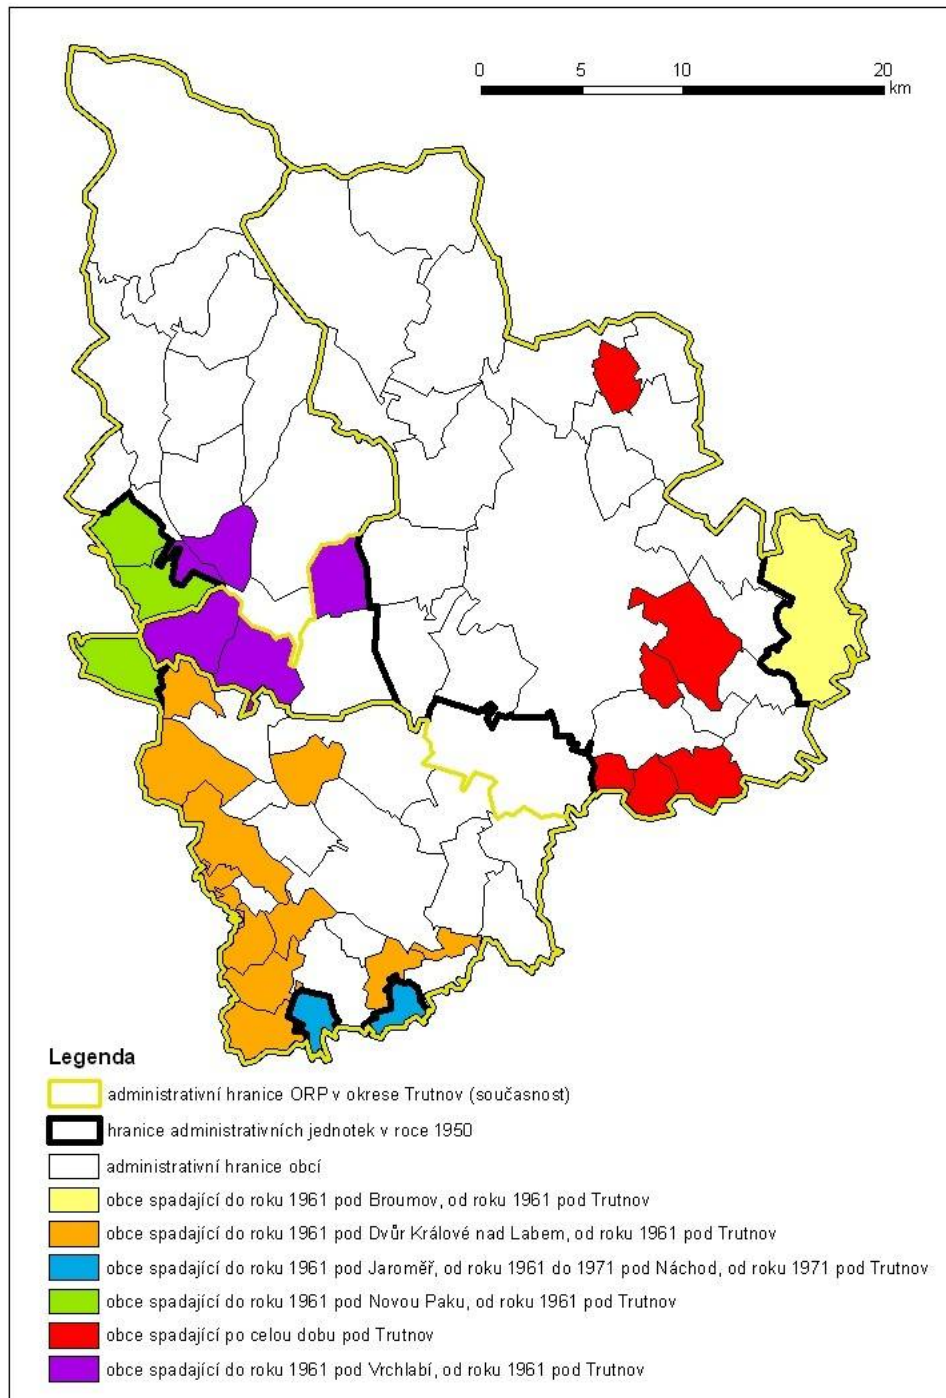 0 5 10 20
km
Legenda
administrativní hranice ORP v okrese Trutnov (současnost)
hranice administrativních jednotek v roce 1950
administrativní hranice obcí
obce spadající do roku 1961 pod Broumov, od roku 1961 pod Trutnov
obce spadající do roku 1961 pod Dvůr Králové nad Labem, od roku 1961 pod Trutnov
obce spadající do roku 1961 pod Jaroměř, od roku 1961 do 1971 pod Náchod, od roku 1971 pod Trutnov
obce spadající do roku 1961 pod Novou Paku, od roku 1961 pod Trutnov
obce spadající po celou dobu pod Trutnov
obce spadající do roku 1961 pod Vrchlabí, od roku 1961 pod Trutnov